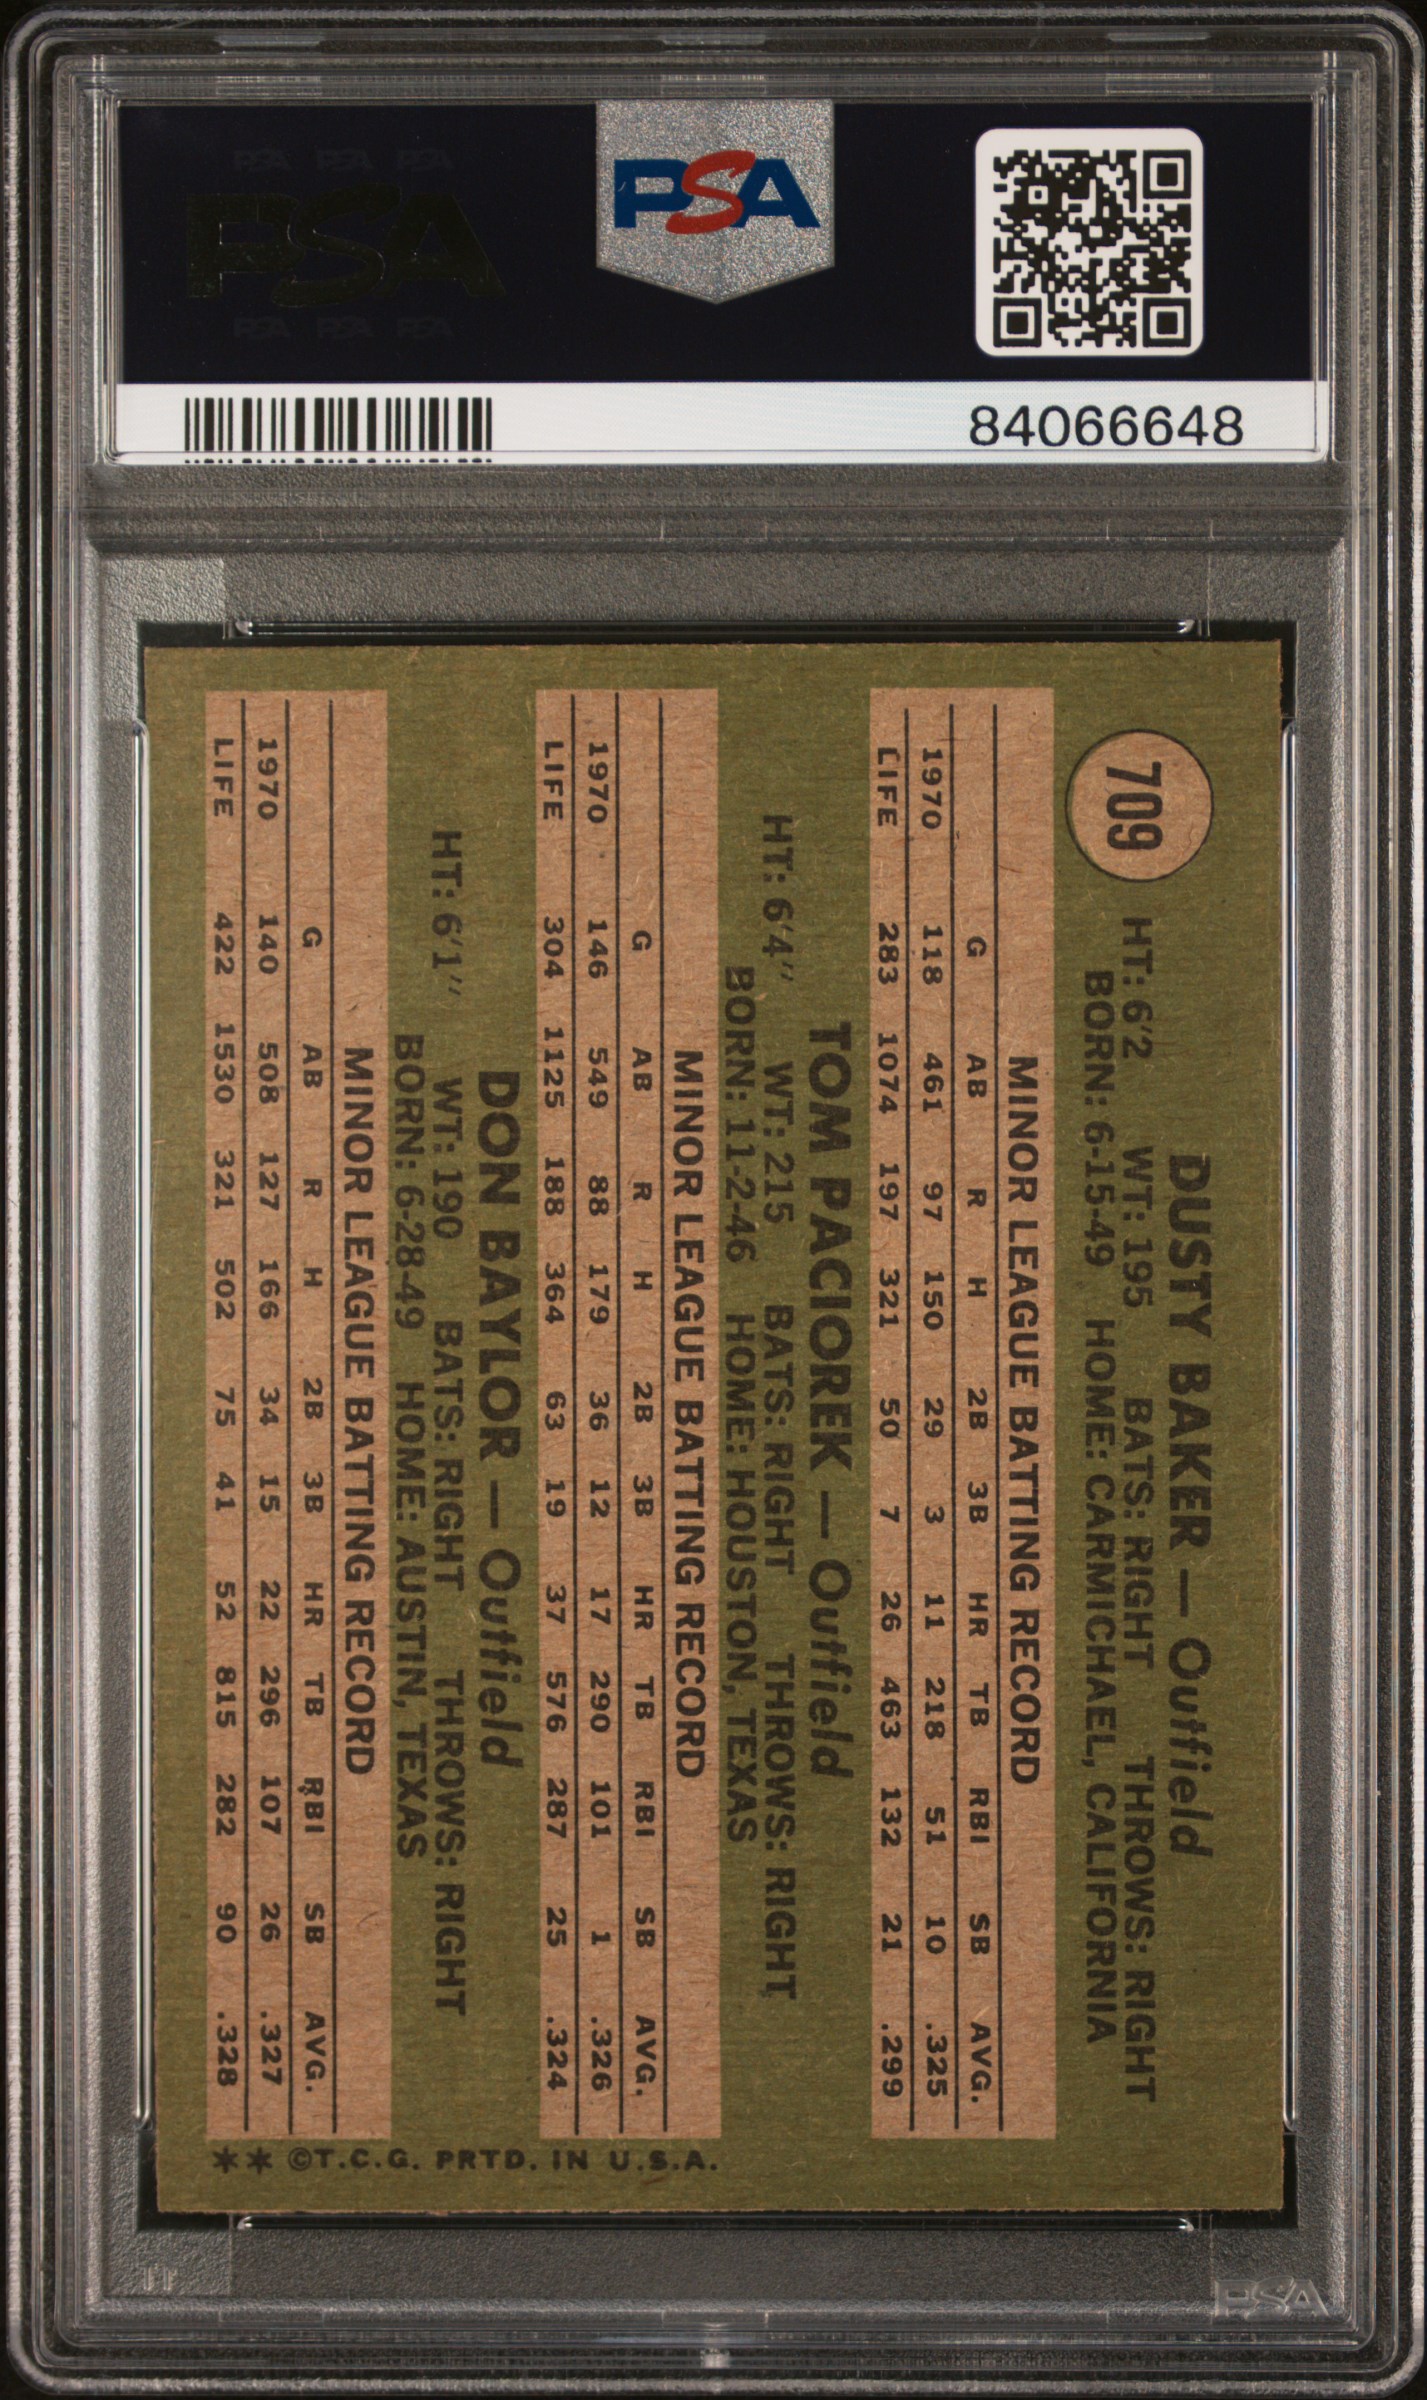 PSA PSA PSA
PSA
PSA PSA PSA
PSA
84066648
709
DUSTY BAKER — Outfield
HT: 6'2 WT: 195 BATS: RIGHT THROWS: RIGHT
BORN: 6-15-49 HOME: CARMICHAEL, CALIFORNIA
MINOR LEAGUE BATTING RECORD
G AB R H 2B 3B HR TB RBI SB AVG.
1970 118 461 97 150 29 3 11 218 51 10 .325
LIFE 283 1074 197 321 50 7 26 463 132 21 .299
TOM PACIOREK — Outfield
HT: 6'4" WT: 215 BATS: RIGHT THROWS: RIGHT
BORN: 11-2-46 HOME: HOUSTON, TEXAS
MINOR LEAGUE BATTING RECORD
G AB R H 2B 3B HR TB RBI SB AVG.
1970 146 549 88 179 36 12 17 290 101 1 .326
LIFE 304 1125 188 364 63 19 37 576 287 25 .324
DON BAYLOR — Outfield
HT: 6'1" WT: 190 BATS: RIGHT THROWS: RIGHT
BORN: 6-28-49 HOME: AUSTIN, TEXAS
MINOR LEAGUE BATTING RECORD
G AB R H 2B 3B HR TB RBI SB AVG.
1970 140 508 127 166 34 15 22 296 107 26 .327
LIFE 422 1530 321 502 75 41 52 815 282 90 .328
** ©T.C.G. PRTD. IN U.S.A.
PSA